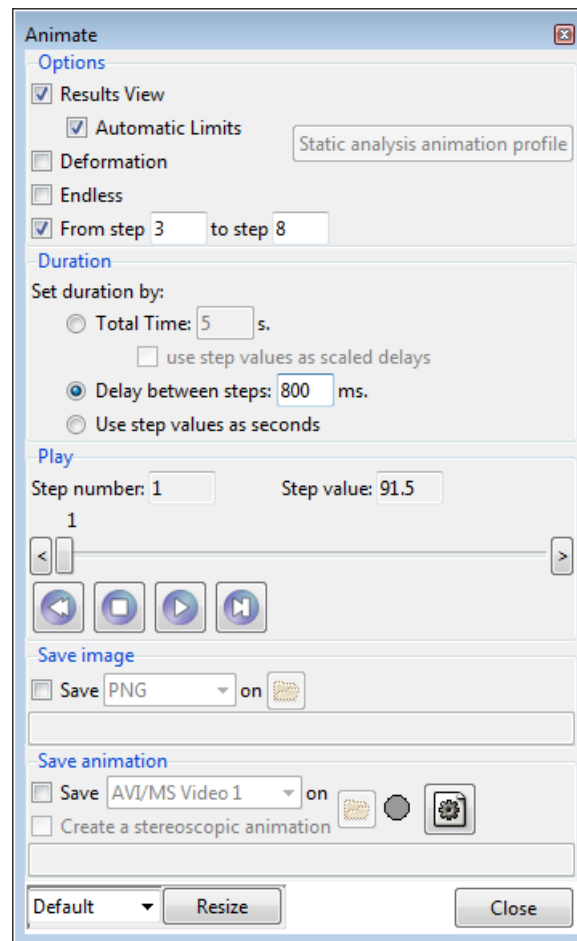 Animate
Options
Results View
Automatic Limits
Static analysis animation profile
Deformation
Endless
From step 3 to step 8
Duration
Set duration by:
Total Time: 5 s.
use step values as scaled delays
Delay between steps: 800 ms.
Use step values as seconds
Play
Step number: 1 Step value: 91.5
1
< >
Save image
Save PNG on
Save animation
Save AVI/MS Video 1 on
Create a stereoscopic animation
Default Resize Close